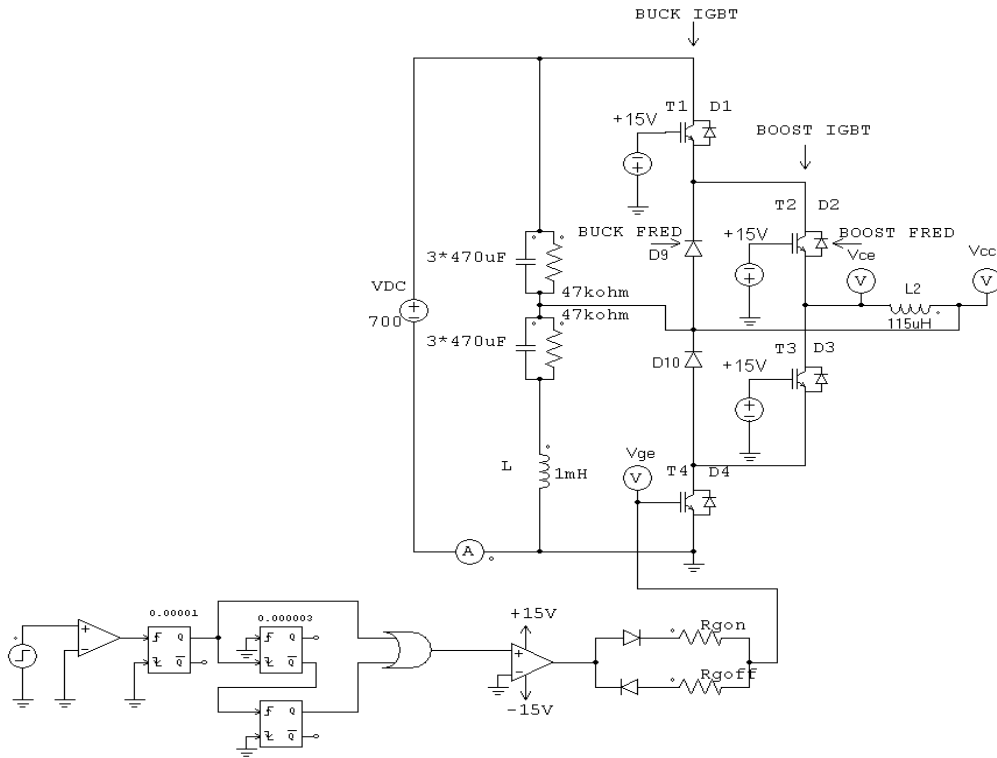 BUCK IGBT
T1 D1
+15V
BOOST IGBT
T2 D2
BUCK FRED
+15V
BOOST FRED
D9
Vce
Vcc
3*470uF
47kohm
L2
115uH
VDC
700
47kohm
3*470uF
D10
T3 D3
+15V
Vge
L
1mH
T4 D4
V
V
V
A
0.00001
0.000003
Q
Q
Q
Q
Q
Q
+15V
-15V
Rgon
Rgoff